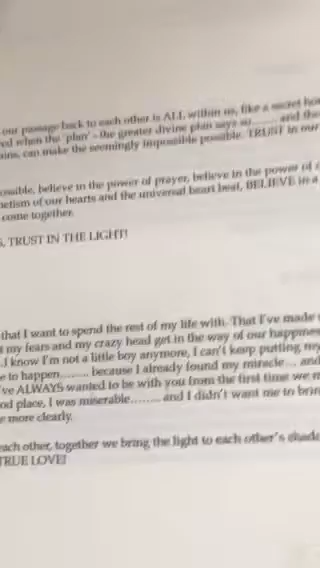 our passage back to each other is ALL within us, like a secret
when the 'plan' - the greater divine plan says so........ and the
can make the seemingly impossible possible. TRUST in our
believe in the power of prayer, believe in the power of
of our hearts and the universal heart beat, BELIEVE in a
come together.
TRUST IN THE LIGHT!
that I want to spend the rest of my life with. That I've made
my fears and my crazy head get in the way of our
I know I'm not a little boy anymore, I can't keep putting my
to happen......... because I already found my miracle... and
ALWAYS wanted to be with you from the first time we
place, I was miserable........ and I didn't want me to
more clearly.
each other, together we bring the light to each other's
TRUE LOVE!